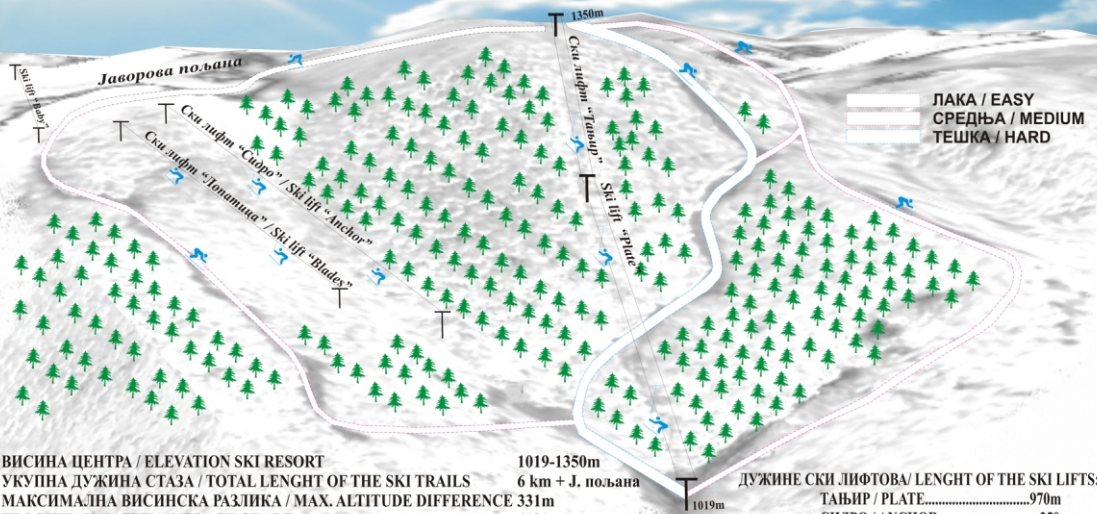 1350m
Јаворова пољана
Ski lift "Baby"
Ски лифт "Сидро" / Ski lift "Anchor"
Ски лифт "Лопатица" / Ski lift "Blades"
Ски лифт "Тањир"
Ski lift "Plate"
ЛАКА / EASY
СРЕДЊА / MEDIUM
ТЕШКА / HARD
ВИСИНА ЦЕНТРА / ELEVATION SKI RESORT 1019-1350m
УКУПНА ДУЖИНА СТАЗА / TOTAL LENGHT OF THE SKI TRAILS 6 km + Ј. пољана
МАКСИМАЛНА ВИСИНСКА РАЗЛИКА / MAX. ALTITUDE DIFFERENCE 331m
1019m
ДУЖИНЕ СКИ ЛИФТОВА/ LENGHT OF THE SKI LIFTS:
ТАЊИР / PLATE..............................970m